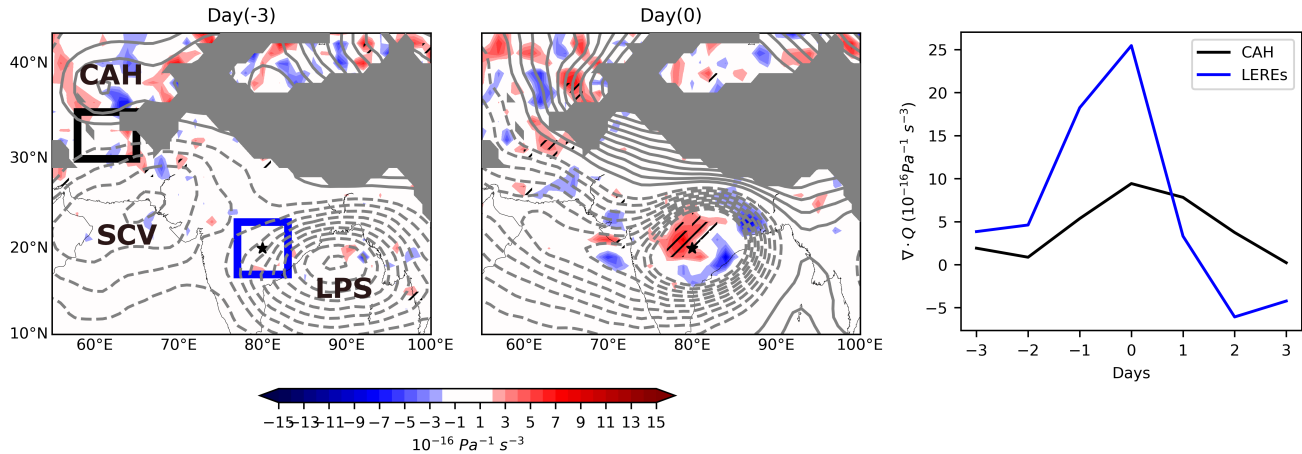 Day(-3)
Day(0)
40°N
30°N
20°N
10°N
CAH
SCV
LPS
60°E 70°E 80°E 90°E 100°E
60°E 70°E 80°E 90°E 100°E
−15−13−11−9 −7 −5 −3 −1 1 3 5 7 9 11 13 15
10⁻¹⁶ Pa⁻¹ s⁻³
CAH
LEREs
25
20
15
10
5
0
−5
∇ · Q (10⁻¹⁶Pa⁻¹ s⁻³)
−3 −2 −1 0 1 2 3
Days